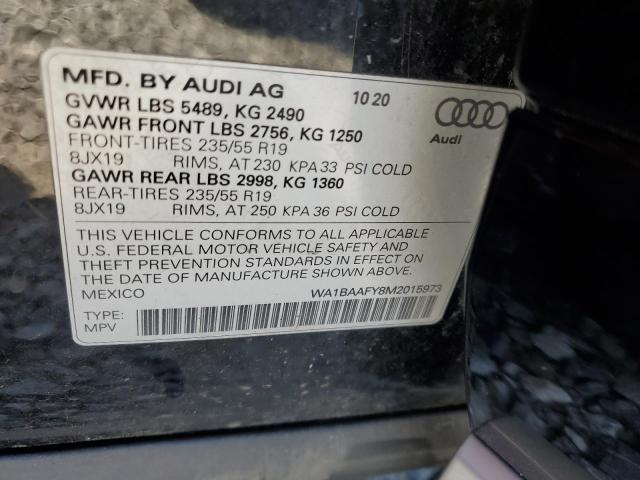 MFD. BY AUDI AG 10 20
GVWR LBS 5489, KG 2490
GAWR FRONT LBS 2756, KG 1250
FRONT-TIRES 235/55 R19
8JX19 RIMS, AT 230 KPA 33 PSI COLD
GAWR REAR LBS 2998, KG 1360
REAR-TIRES 235/55 R19
8JX19 RIMS, AT 250 KPA 36 PSI COLD
Audi
THIS VEHICLE CONFORMS TO ALL APPLICABLE
U.S. FEDERAL MOTOR VEHICLE SAFETY AND
THEFT PREVENTION STANDARDS IN EFFECT ON
THE DATE OF MANUFACTURE SHOWN ABOVE.
MEXICO WA1BAAFY8M2015973
TYPE:
MPV